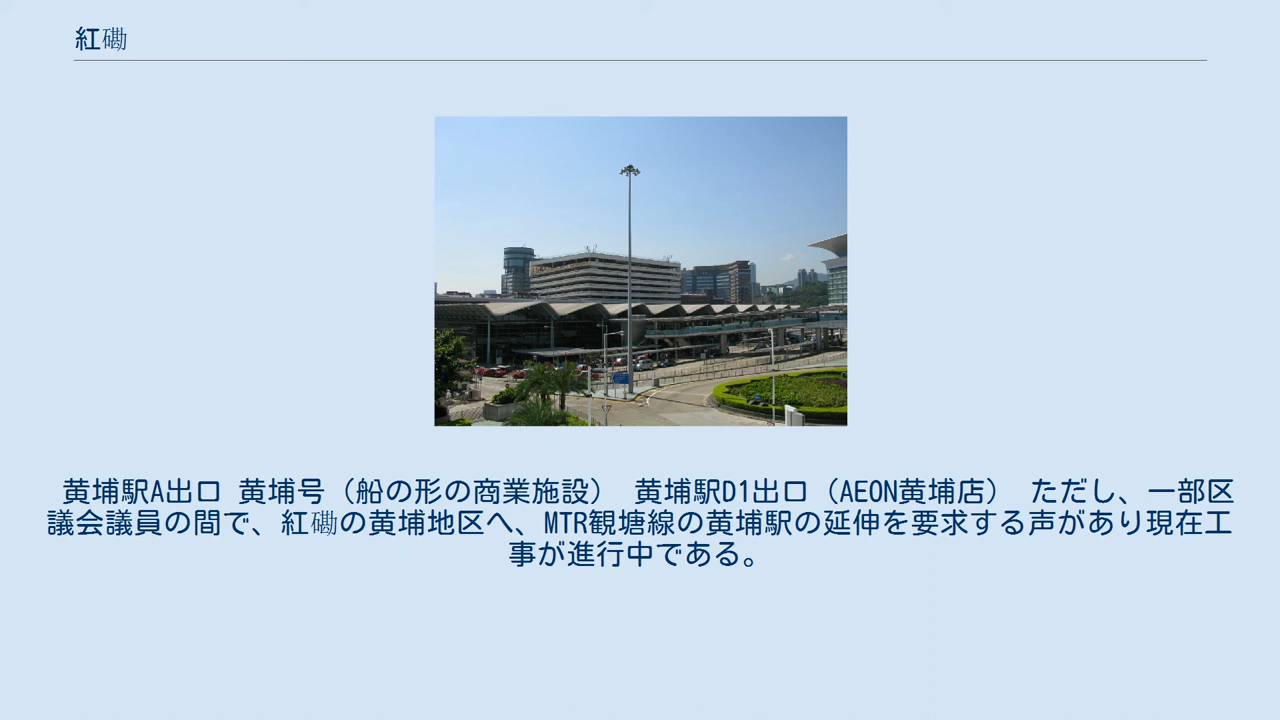 紅磡
黄埔駅A出口 黄埔号（船の形の商業施設） 黄埔駅D1出口（AEON黄埔店） ただし、一部区
議会議員の間で、紅磡の黄埔地区へ、MTR観塘線の黄埔駅の延伸を要求する声があり現在工
事が進行中である。